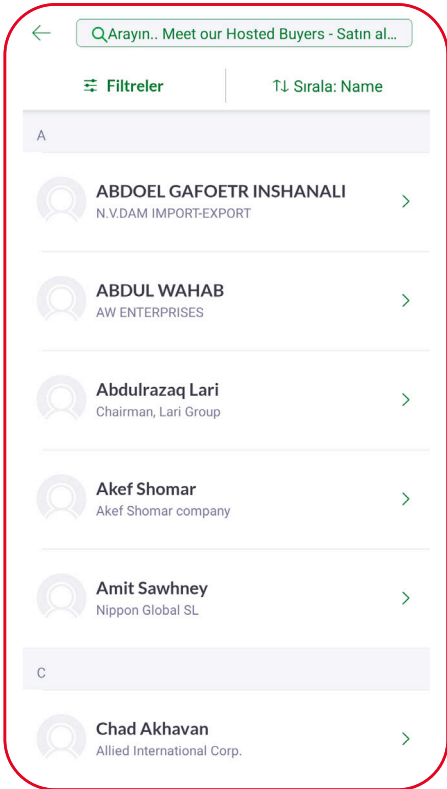 Arayın.. Meet our Hosted Buyers - Satın al...
Filtreler
Sırala: Name
A
ABDOEL GAFOETR INSHANALI
N.V.DAM IMPORT-EXPORT
ABDUL WAHAB
AW ENTERPRISES
Abdulrazaq Lari
Chairman, Lari Group
Akef Shomar
Akef Shomar company
Amit Sawhney
Nippon Global SL
C
Chad Akhavan
Allied International Corp.